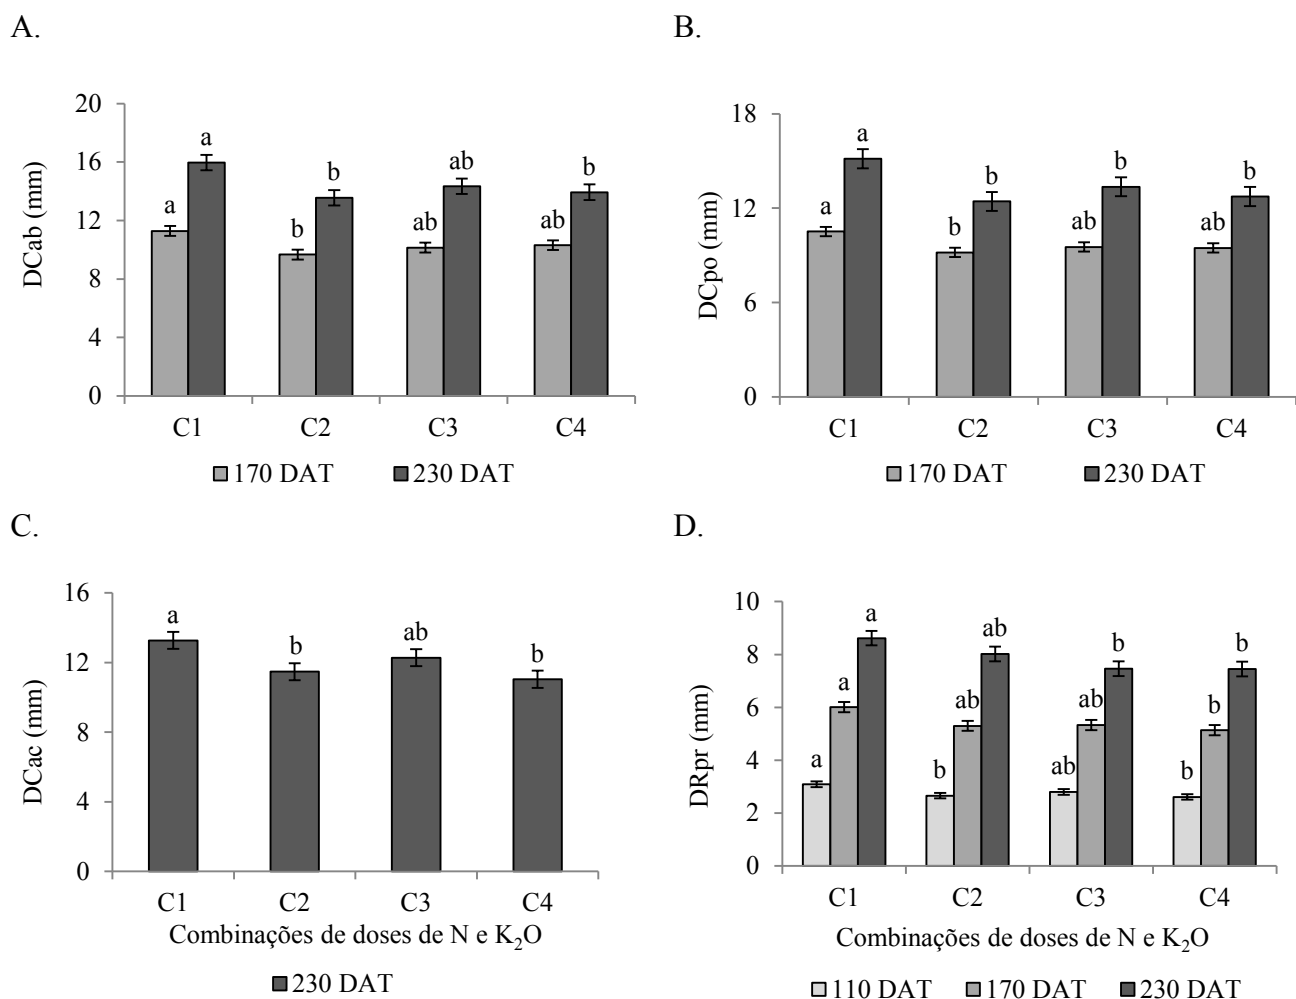 A.
20
16
12
8
4
0
DCab (mm)
a
a
b
b
ab
ab
ab
b
C1 C2 C3 C4
170 DAT 230 DAT
B.
18
12
6
0
DCpo (mm)
a
a
b
b
ab
b
ab
b
C1 C2 C3 C4
170 DAT 230 DAT
C.
16
12
8
4
0
DCac (mm)
a
b
ab
b
C1 C2 C3 C4
Combinações de doses de N e K₂O
230 DAT
D.
10
8
6
4
2
0
DRpr (mm)
a
a
a
b
ab
ab
ab
ab
b
b
b
b
C1 C2 C3 C4
Combinações de doses de N e K₂O
110 DAT 170 DAT 230 DAT